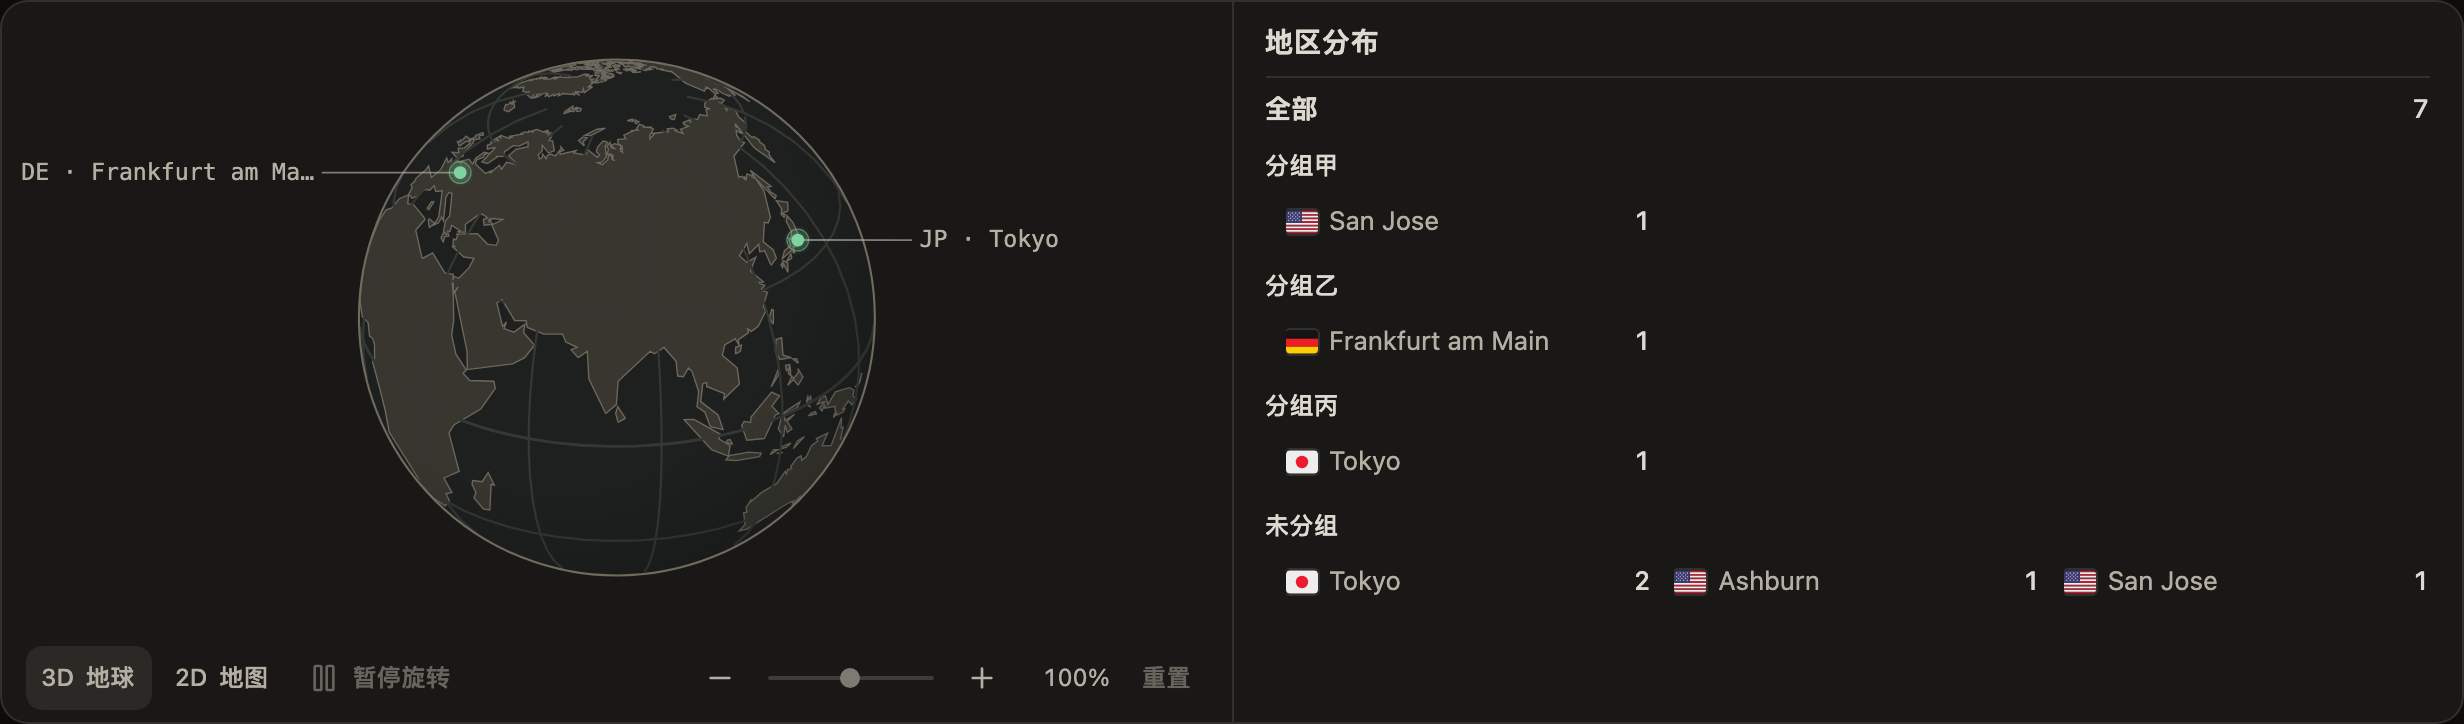 DE · Frankfurt am Ma…
JP · Tokyo
3D 地球 2D 地图 暂停旋转 100% 重置
地区分布
全部 7
分组甲
San Jose 1
分组乙
Frankfurt am Main 1
分组丙
Tokyo 1
未分组
Tokyo 2 Ashburn 1 San Jose 1